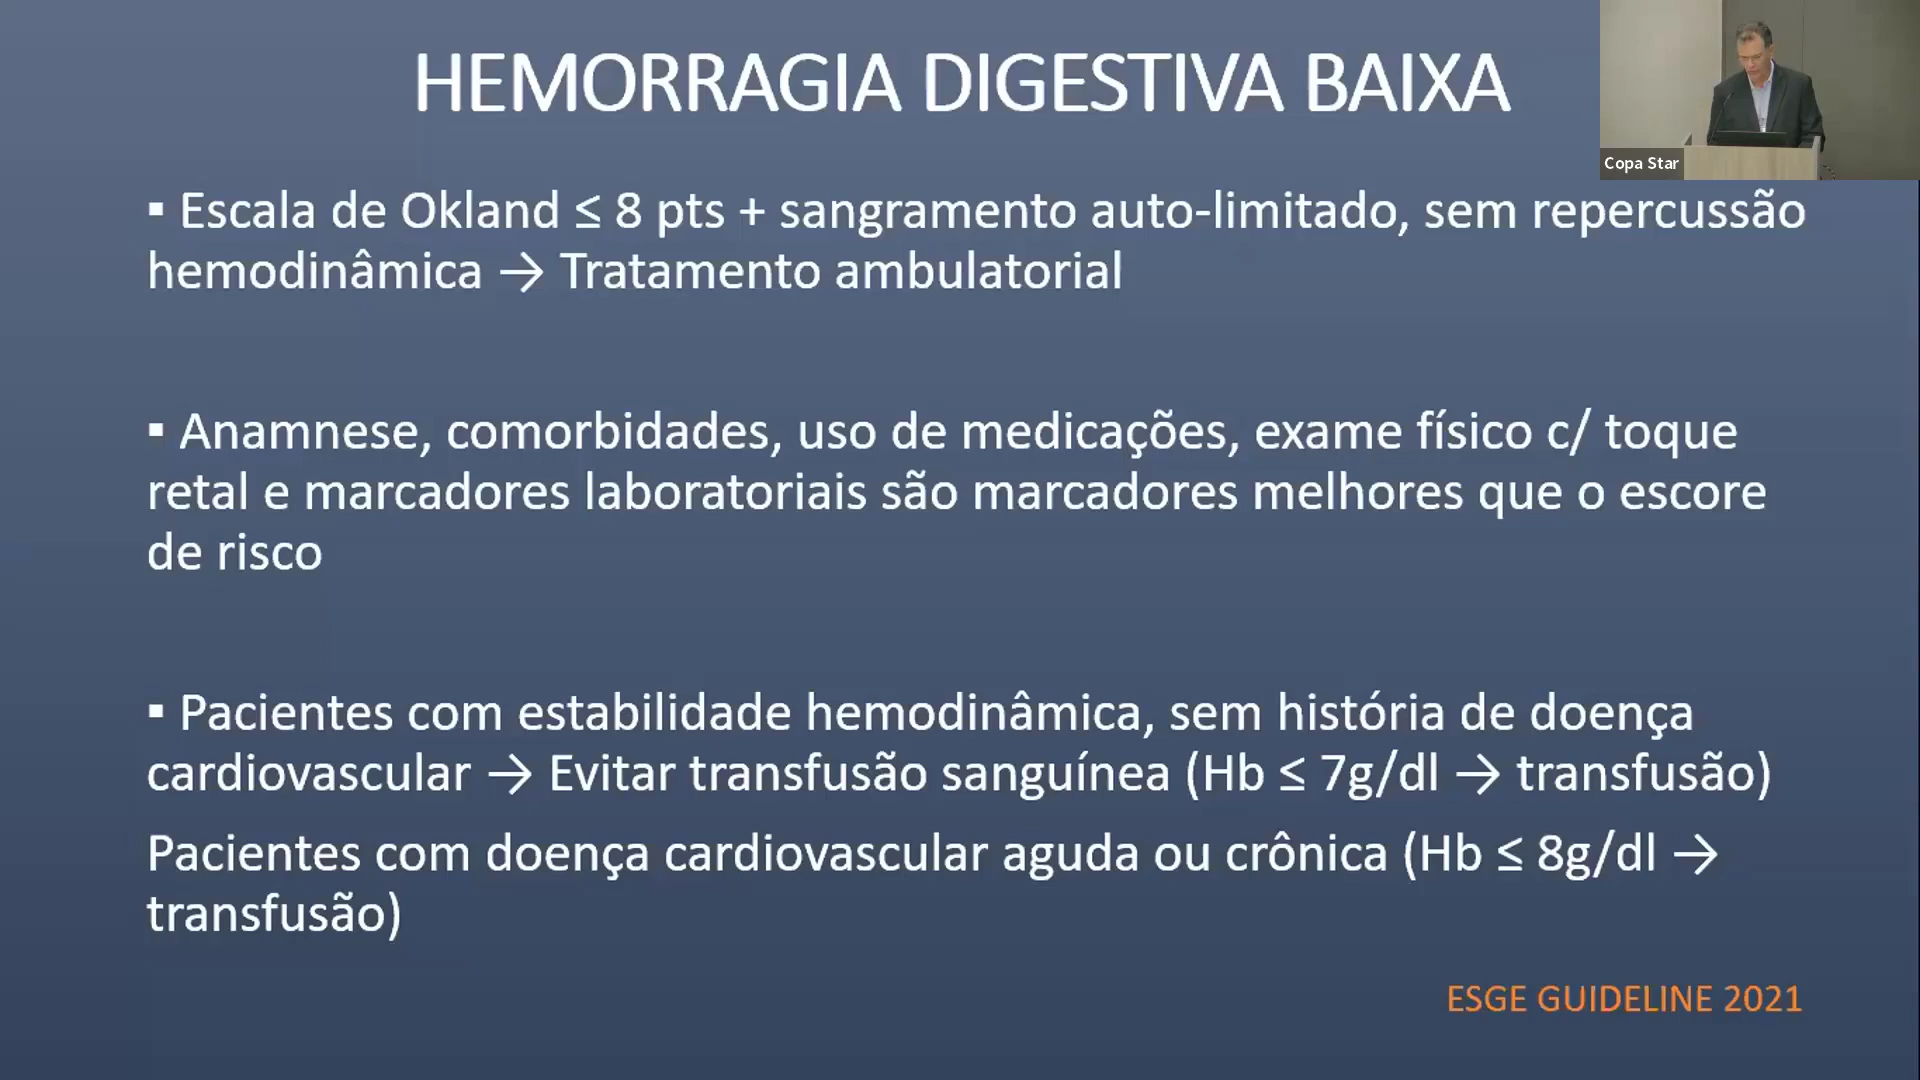 HEMORRAGIA DIGESTIVA BAIXA
Copa Star
▪ Escala de Okland ≤ 8 pts + sangramento auto-limitado, sem repercussão
hemodinâmica → Tratamento ambulatorial
▪ Anamnese, comorbidades, uso de medicações, exame físico c/ toque
retal e marcadores laboratoriais são marcadores melhores que o escore
de risco
▪ Pacientes com estabilidade hemodinâmica, sem história de doença
cardiovascular → Evitar transfusão sanguínea (Hb ≤ 7g/dl → transfusão)
Pacientes com doença cardiovascular aguda ou crônica (Hb ≤ 8g/dl →
transfusão)
ESGE GUIDELINE 2021